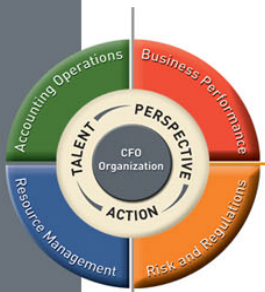 Accounting Operations
Business Performance
TALENT
PERSPECTIVE
CFO
Organization
ACTION
Resource Management
Risk and Regulations